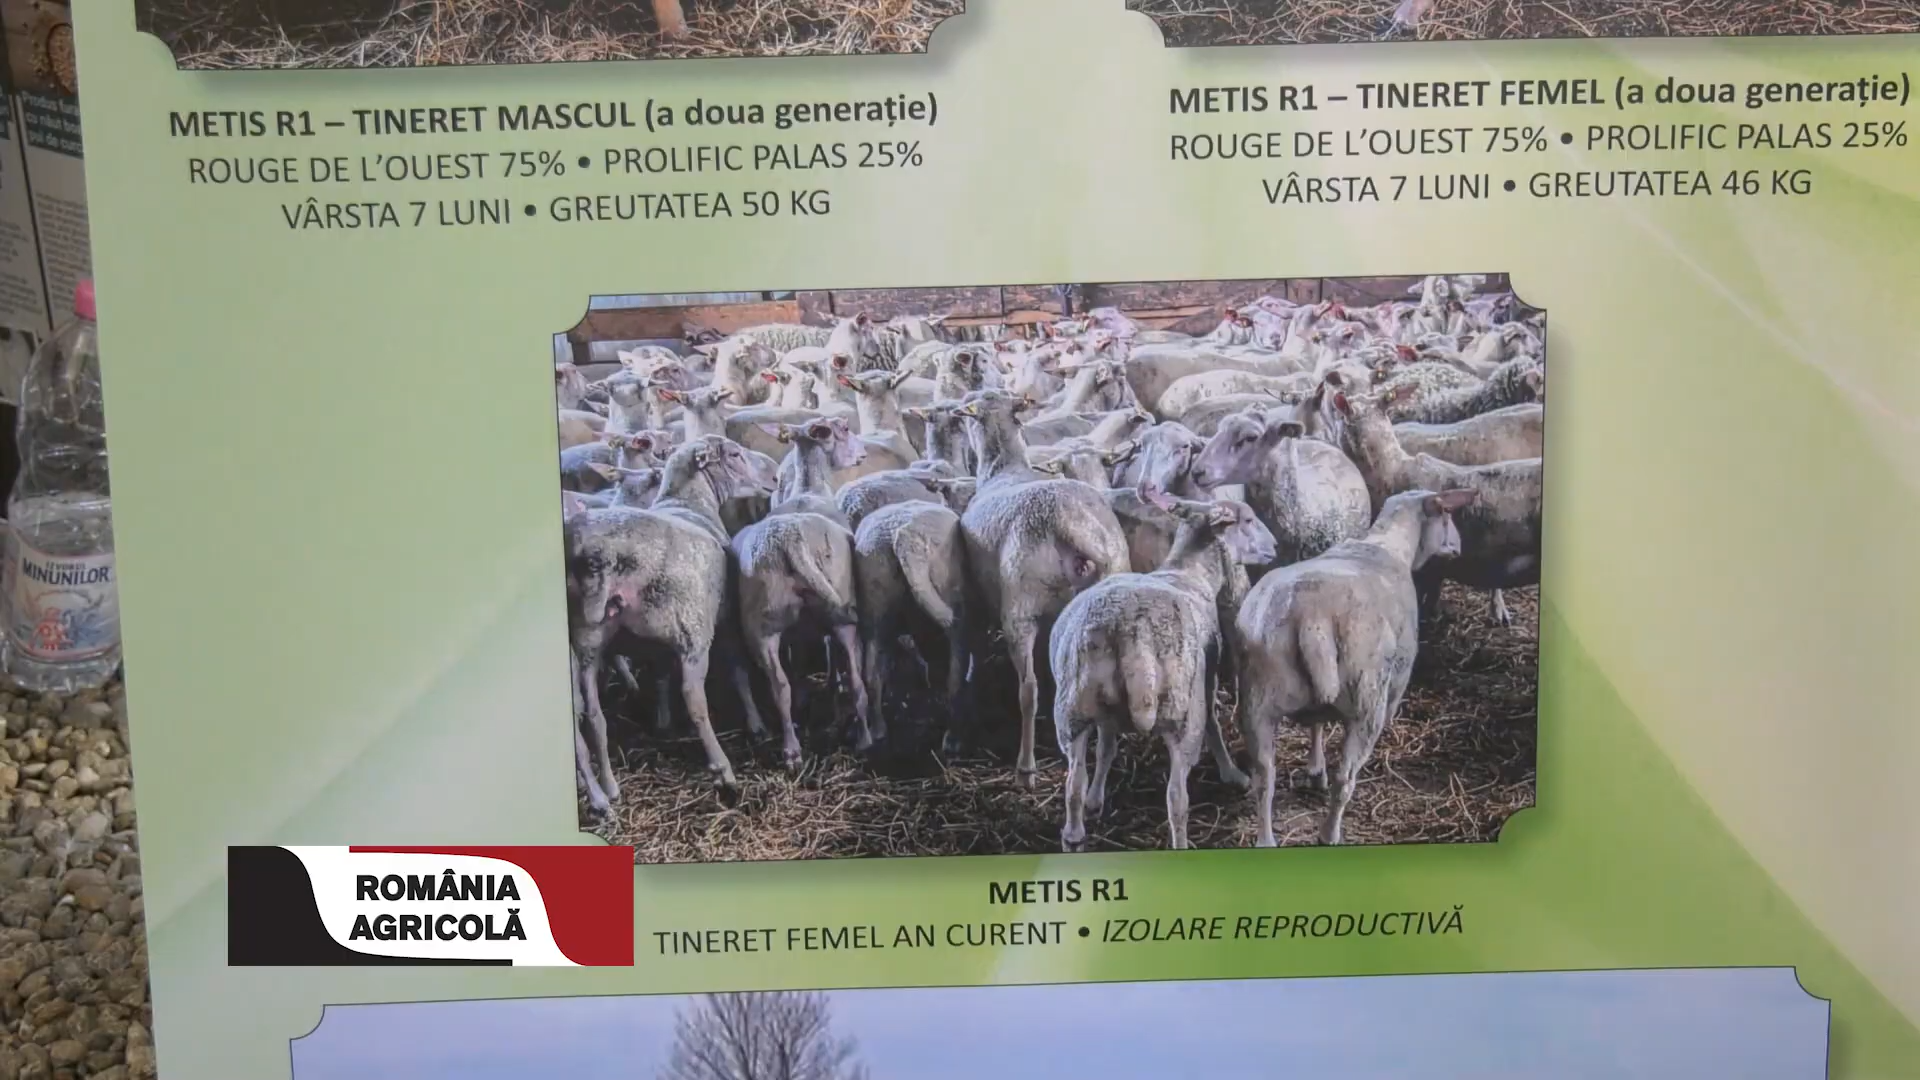 METIS R1 – TINERET MASCUL (a doua generație)
ROUGE DE L’OUEST 75% • PROLIFIC PALAS 25%
VÂRSTA 7 LUNI • GREUTATEA 50 KG
METIS R1 – TINERET FEMEL (a doua generație)
ROUGE DE L’OUEST 75% • PROLIFIC PALAS 25%
VÂRSTA 7 LUNI • GREUTATEA 46 KG
METIS R1
TINERET FEMEL AN CURENT • IZOLARE REPRODUCTIVĂ
ROMÂNIA
AGRICOLĂ
IZVORUL
MINUNILOR